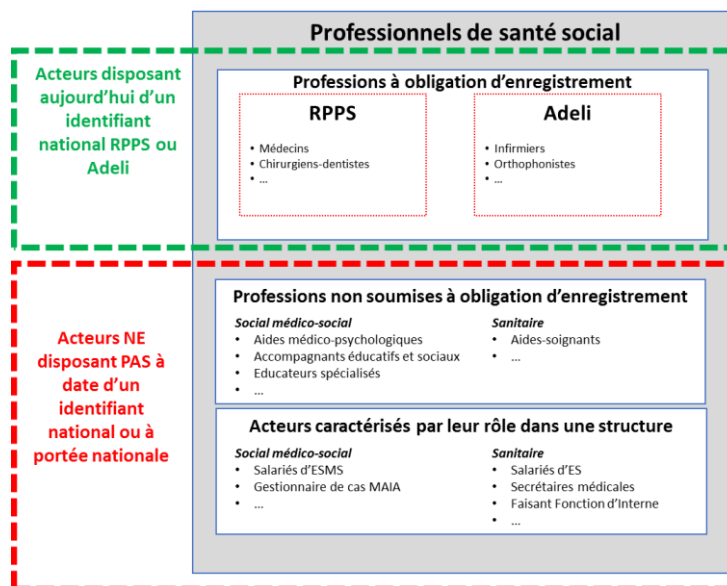 Professionnels de santé social
Acteurs disposant
aujourd'hui d'un
identifiant
national RPPS ou
Adeli
Professions à obligation d'enregistrement
RPPS
• Médecins
• Chirurgiens-dentistes
• ...
Adeli
• Infirmiers
• Orthophonistes
• ...
Acteurs NE
disposant PAS à
date d'un
identifiant
national ou à
portée nationale
Professions non soumises à obligation d'enregistrement
Social médico-social
• Aides médico-psychologiques
• Accompagnants éducatifs et sociaux
• Educateurs spécialisés
• ...
Sanitaire
• Aides-soignants
• ...
Acteurs caractérisés par leur rôle dans une structure
Social médico-social
• Salariés d'ESMS
• Gestionnaire de cas MAIA
• ...
Sanitaire
• Salariés d'ES
• Secrétaires médicales
• Faisant Fonction d'Interne
• ...